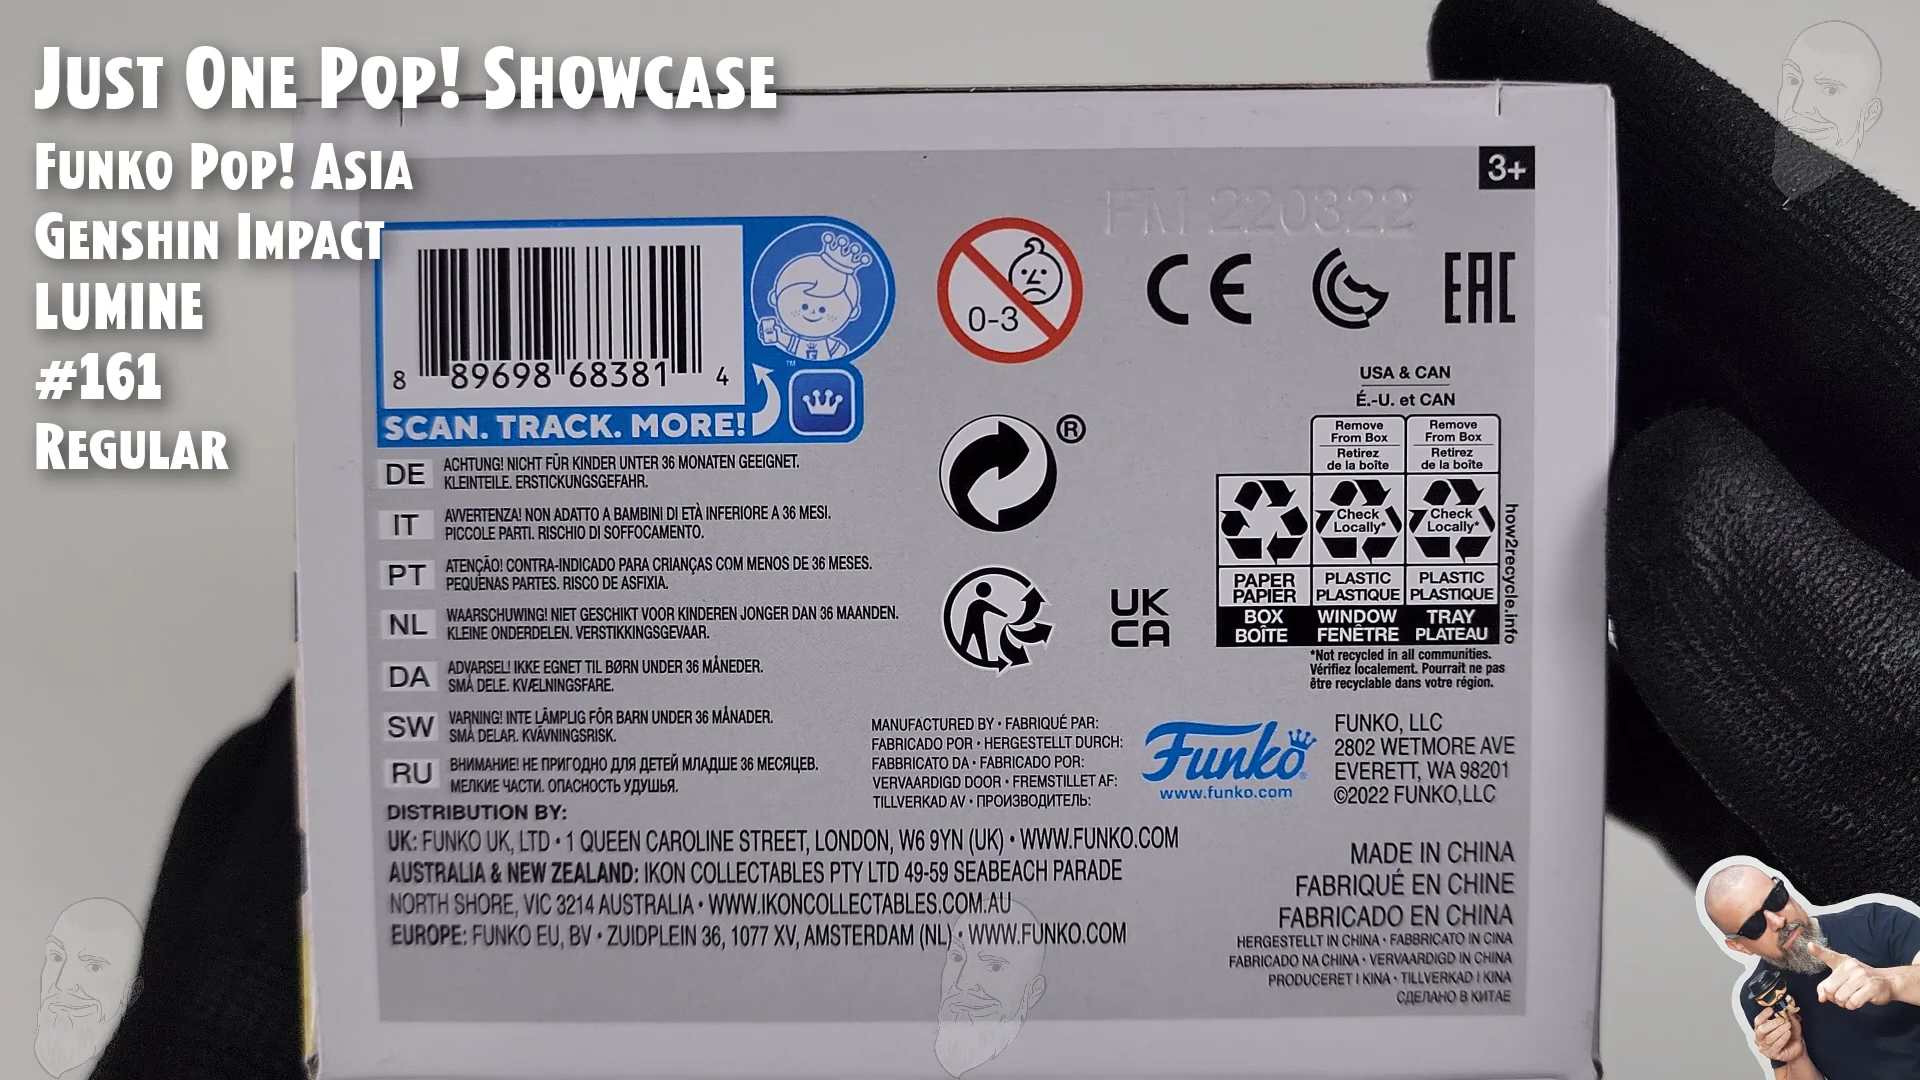 Just One Pop! Showcase
Funko Pop! Asia
Genshin Impact
LUMINE
#161
Regular
3+
FM 220322
8 89698 68381 4
SCAN. TRACK. MORE!
TM
0-3
CE
EAC
USA & CAN
É.-U. et CAN
Remove From Box
Retirez de la boîte
Remove From Box
Retirez de la boîte
Check Locally*
Check Locally*
PAPER PAPIER
PLASTIC PLASTIQUE
PLASTIC PLASTIQUE
BOX BOÎTE
WINDOW FENÊTRE
TRAY PLATEAU
how2recycle.info
*Not recycled in all communities.
Vérifiez localement. Pourrait ne pas
être recyclable dans votre région.
®
UK
CA
DE ACHTUNG! NICHT FÜR KINDER UNTER 36 MONATEN GEEIGNET.
KLEINTEILE. ERSTICKUNGSGEFAHR.
IT AVVERTENZA! NON ADATTO A BAMBINI DI ETÀ INFERIORE A 36 MESI.
PICCOLE PARTI. RISCHIO DI SOFFOCAMENTO.
PT ATENÇÃO! CONTRA-INDICADO PARA CRIANÇAS COM MENOS DE 36 MESES.
PEQUENAS PARTES. RISCO DE ASFIXIA.
NL WAARSCHUWING! NIET GESCHIKT VOOR KINDEREN JONGER DAN 36 MAANDEN.
KLEINE ONDERDELEN. VERSTIKKINGSGEVAAR.
DA ADVARSEL! IKKE EGNET TIL BØRN UNDER 36 MÅNEDER.
SMÅ DELE. KVÆLNINGSFARE.
SW VARNING! INTE LÄMPLIG FÖR BARN UNDER 36 MÅNADER.
SMÅ DELAR. KVÄVNINGSRISK.
RU ВНИМАНИЕ! НЕ ПРИГОДНО ДЛЯ ДЕТЕЙ МЛАДШЕ 36 МЕСЯЦЕВ.
МЕЛКИЕ ЧАСТИ. ОПАСНОСТЬ УДУШЬЯ.
MANUFACTURED BY • FABRIQUÉ PAR:
FABRICADO POR • HERGESTELLT DURCH:
FABBRICATO DA • FABRICADO POR:
VERVAARDIGD DOOR • FREMSTILLET AF:
TILLVERKAD AV • ПРОИЗВОДИТЕЛЬ:
Funko®
www.funko.com
FUNKO, LLC
2802 WETMORE AVE
EVERETT, WA 98201
©2022 FUNKO,LLC
DISTRIBUTION BY:
UK: FUNKO UK, LTD • 1 QUEEN CAROLINE STREET, LONDON, W6 9YN (UK) • WWW.FUNKO.COM
AUSTRALIA & NEW ZEALAND: IKON COLLECTABLES PTY LTD 49-59 SEABEACH PARADE
NORTH SHORE, VIC 3214 AUSTRALIA • WWW.IKONCOLLECTABLES.COM.AU
EUROPE: FUNKO EU, BV • ZUIDPLEIN 36, 1077 XV, AMSTERDAM (NL) • WWW.FUNKO.COM
MADE IN CHINA
FABRIQUÉ EN CHINE
FABRICADO EN CHINA
HERGESTELLT IN CHINA • FABBRICATO IN CINA
FABRICADO NA CHINA • VERVAARDIGD IN CHINA
PRODUCERET I KINA • TILLVERKAD I KINA
СДЕЛАНО В КИТАЕ